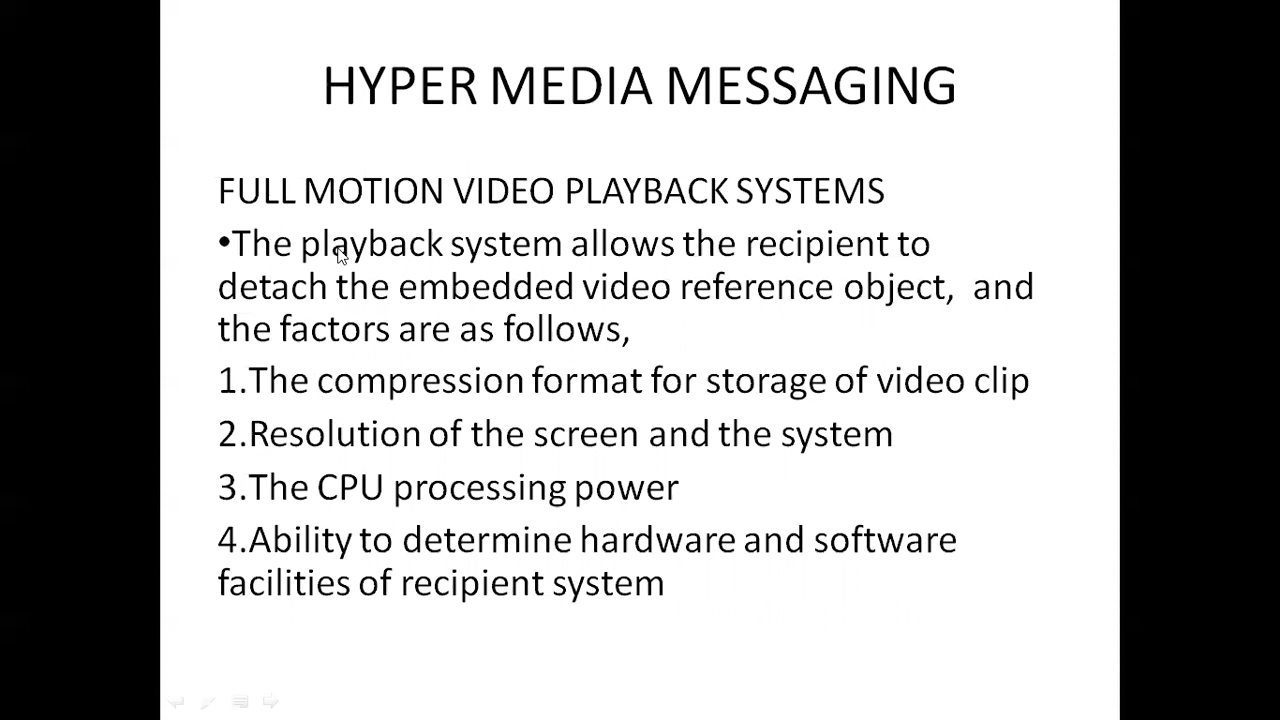 HYPER MEDIA MESSAGING
FULL MOTION VIDEO PLAYBACK SYSTEMS
•The playback system allows the recipient to
detach the embedded video reference object,  and
the factors are as follows,
1.The compression format for storage of video clip
2.Resolution of the screen and the system
3.The CPU processing power
4.Ability to determine hardware and software
facilities of recipient system